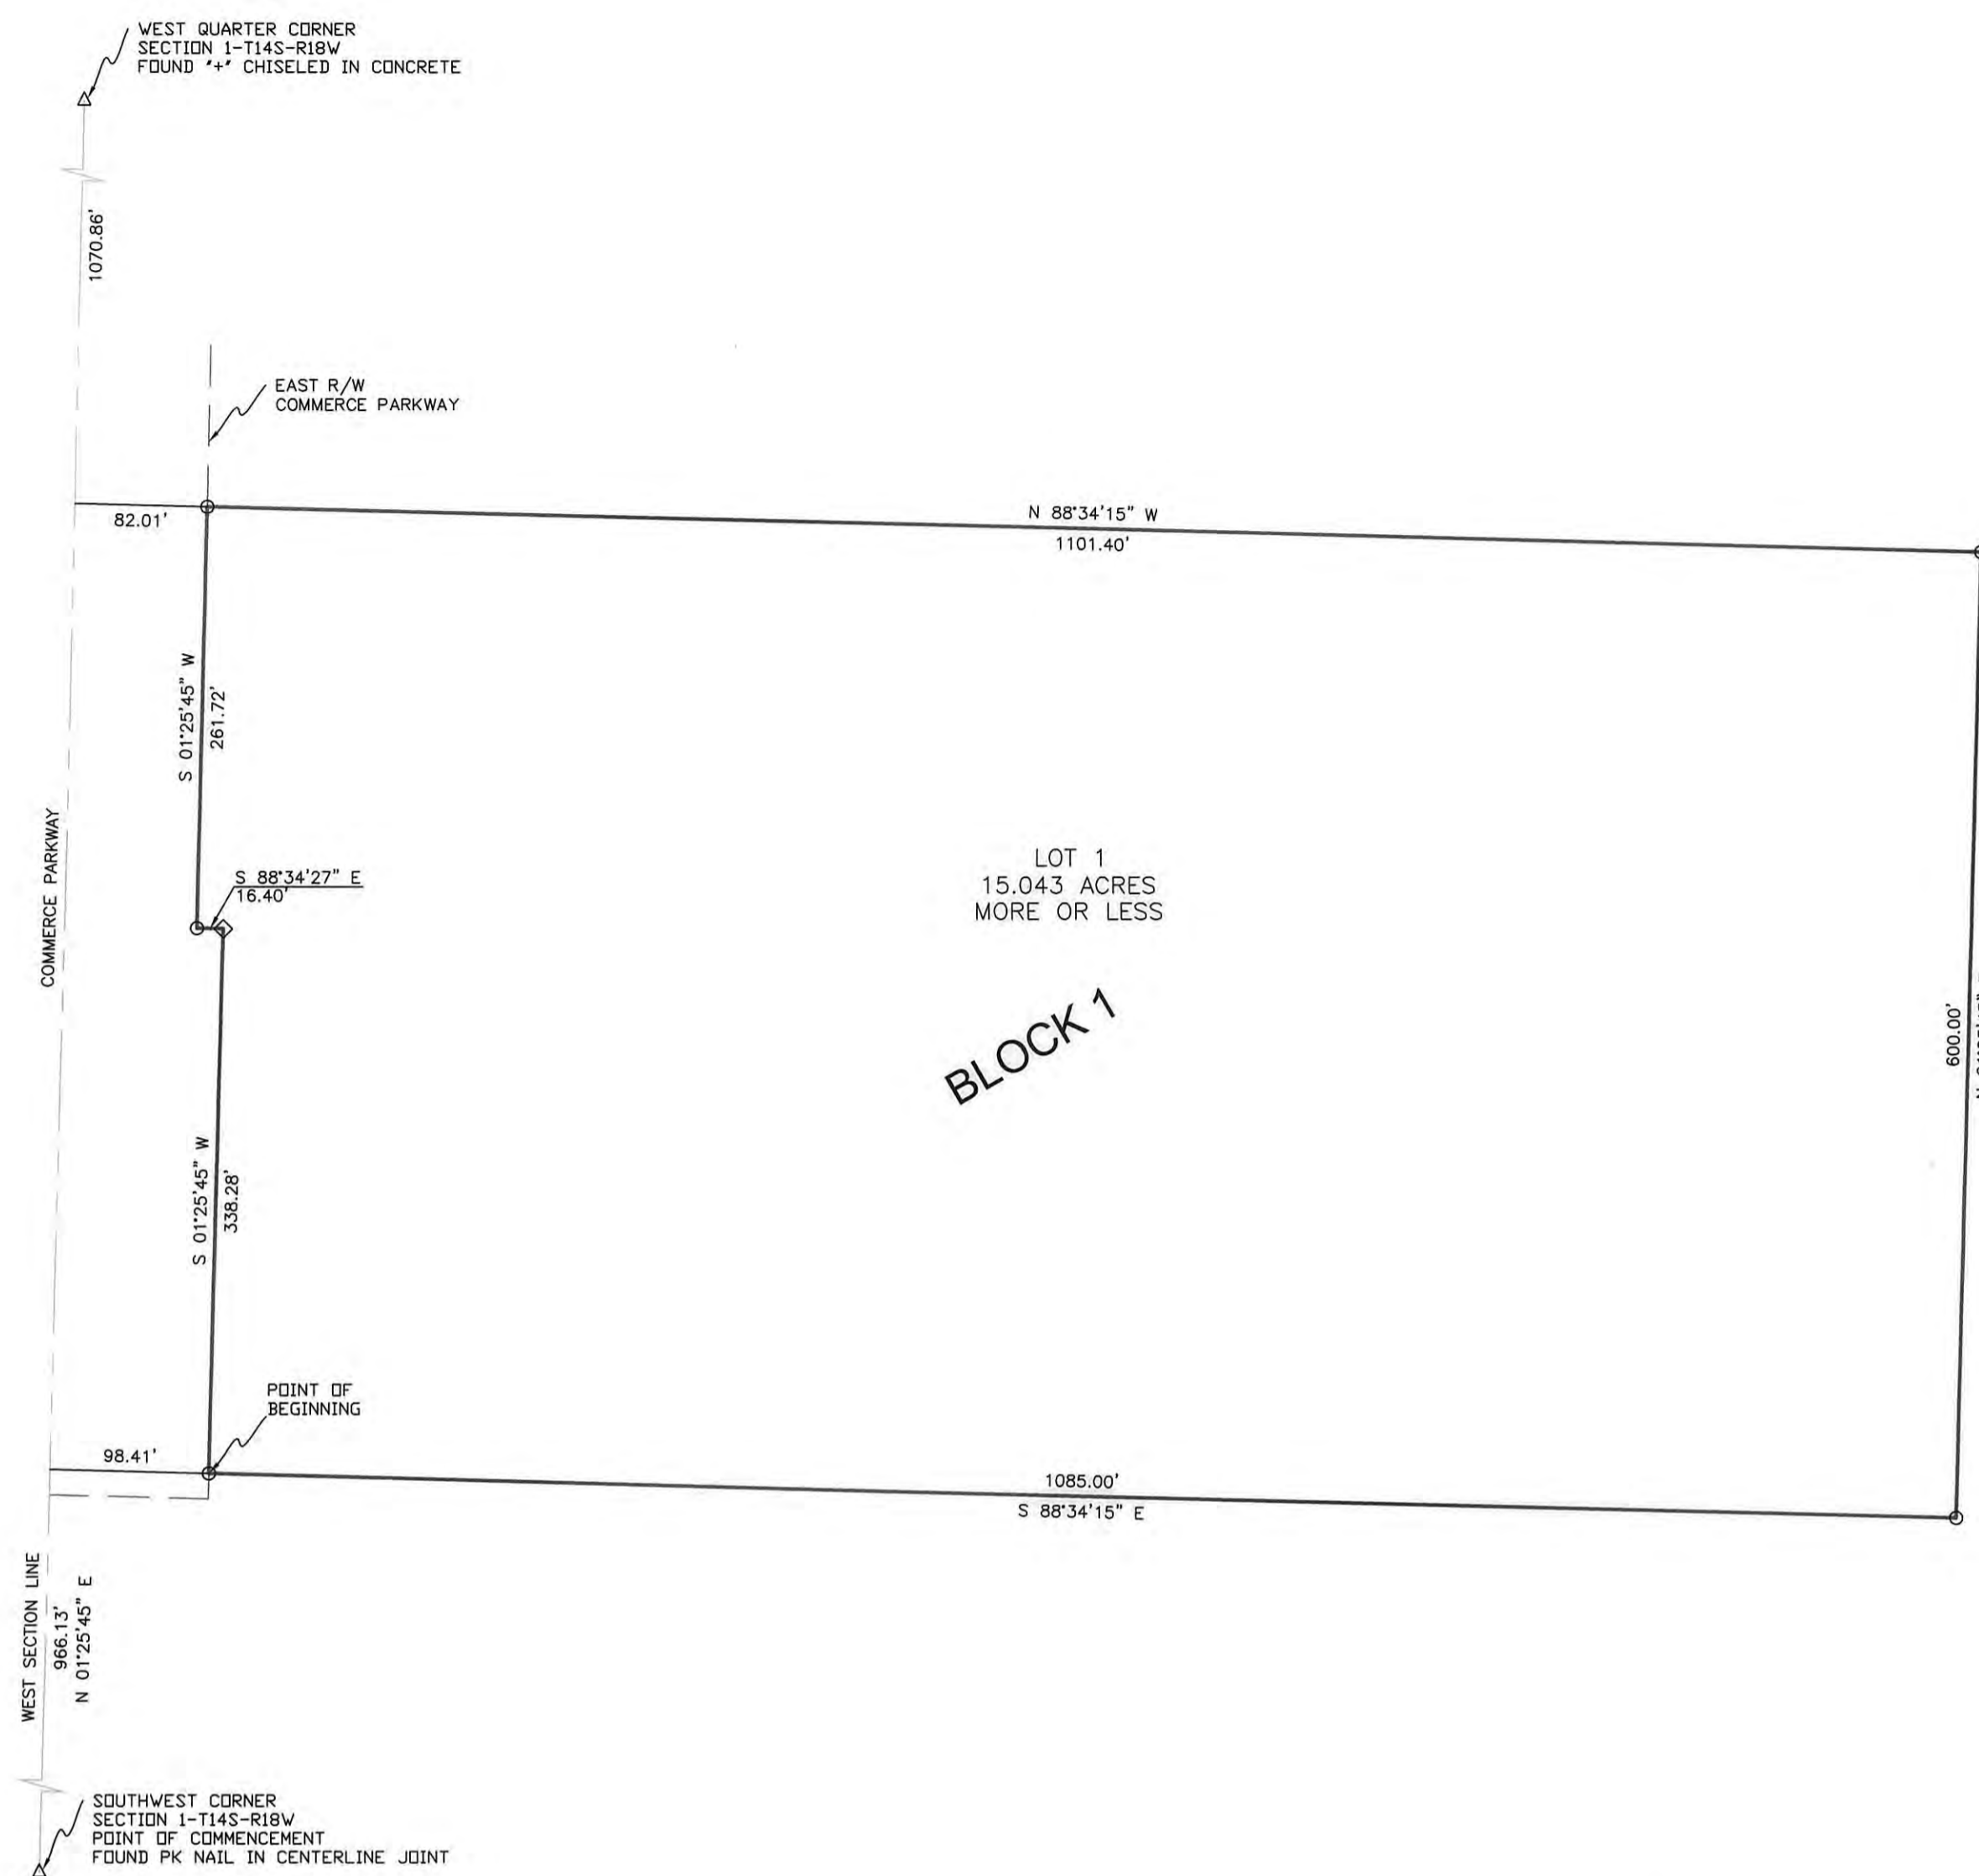 WEST QUARTER CORNER
SECTION 1-T14S-R18W
FOUND "+" CHISELED IN CONCRETE
1070.86'
EAST R/W
COMMERCE PARKWAY
82.01'
N 88°34'15" W
1101.40'
S 01°25'45" W
261.72'
COMMERCE PARKWAY
S 88°34'27" E
16.40'
LOT 1
15.043 ACRES
MORE OR LESS
BLOCK 1
600.00'
S 01°25'45" W
338.28'
POINT OF
BEGINNING
98.41'
1085.00'
S 88°34'15" E
WEST SECTION LINE
966.13'
N 01°25'45" E
SOUTHWEST CORNER
SECTION 1-T14S-R18W
POINT OF COMMENCEMENT
FOUND PK NAIL IN CENTERLINE JOINT